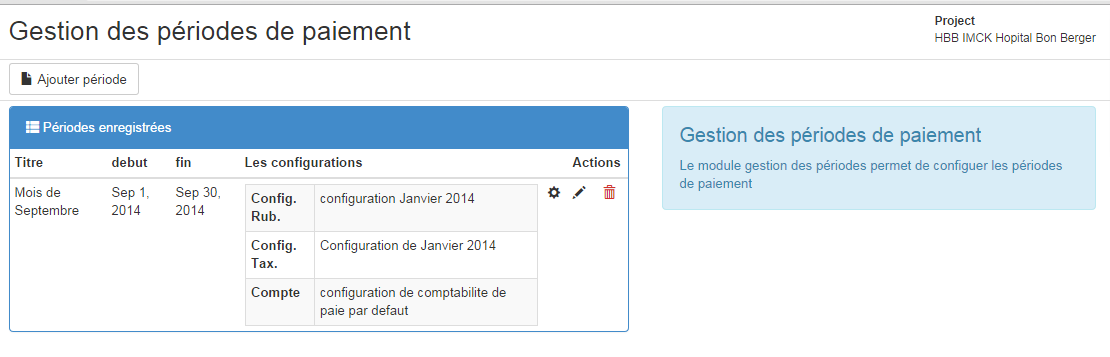 Gestion des périodes de paiement
Project
HBB IMCK Hopital Bon Berger
Ajouter période
Périodes enregistrées
Titre debut fin Les configurations Actions
Mois de
Septembre
Sep 1,
2014
Sep 30,
2014
Config.
Rub.
configuration Janvier 2014
Config.
Tax.
Configuration de Janvier 2014
Compte
configuration de comptabilite de
paie par defaut
Gestion des périodes de paiement
Le module gestion des périodes permet de configuer les périodes
de paiement